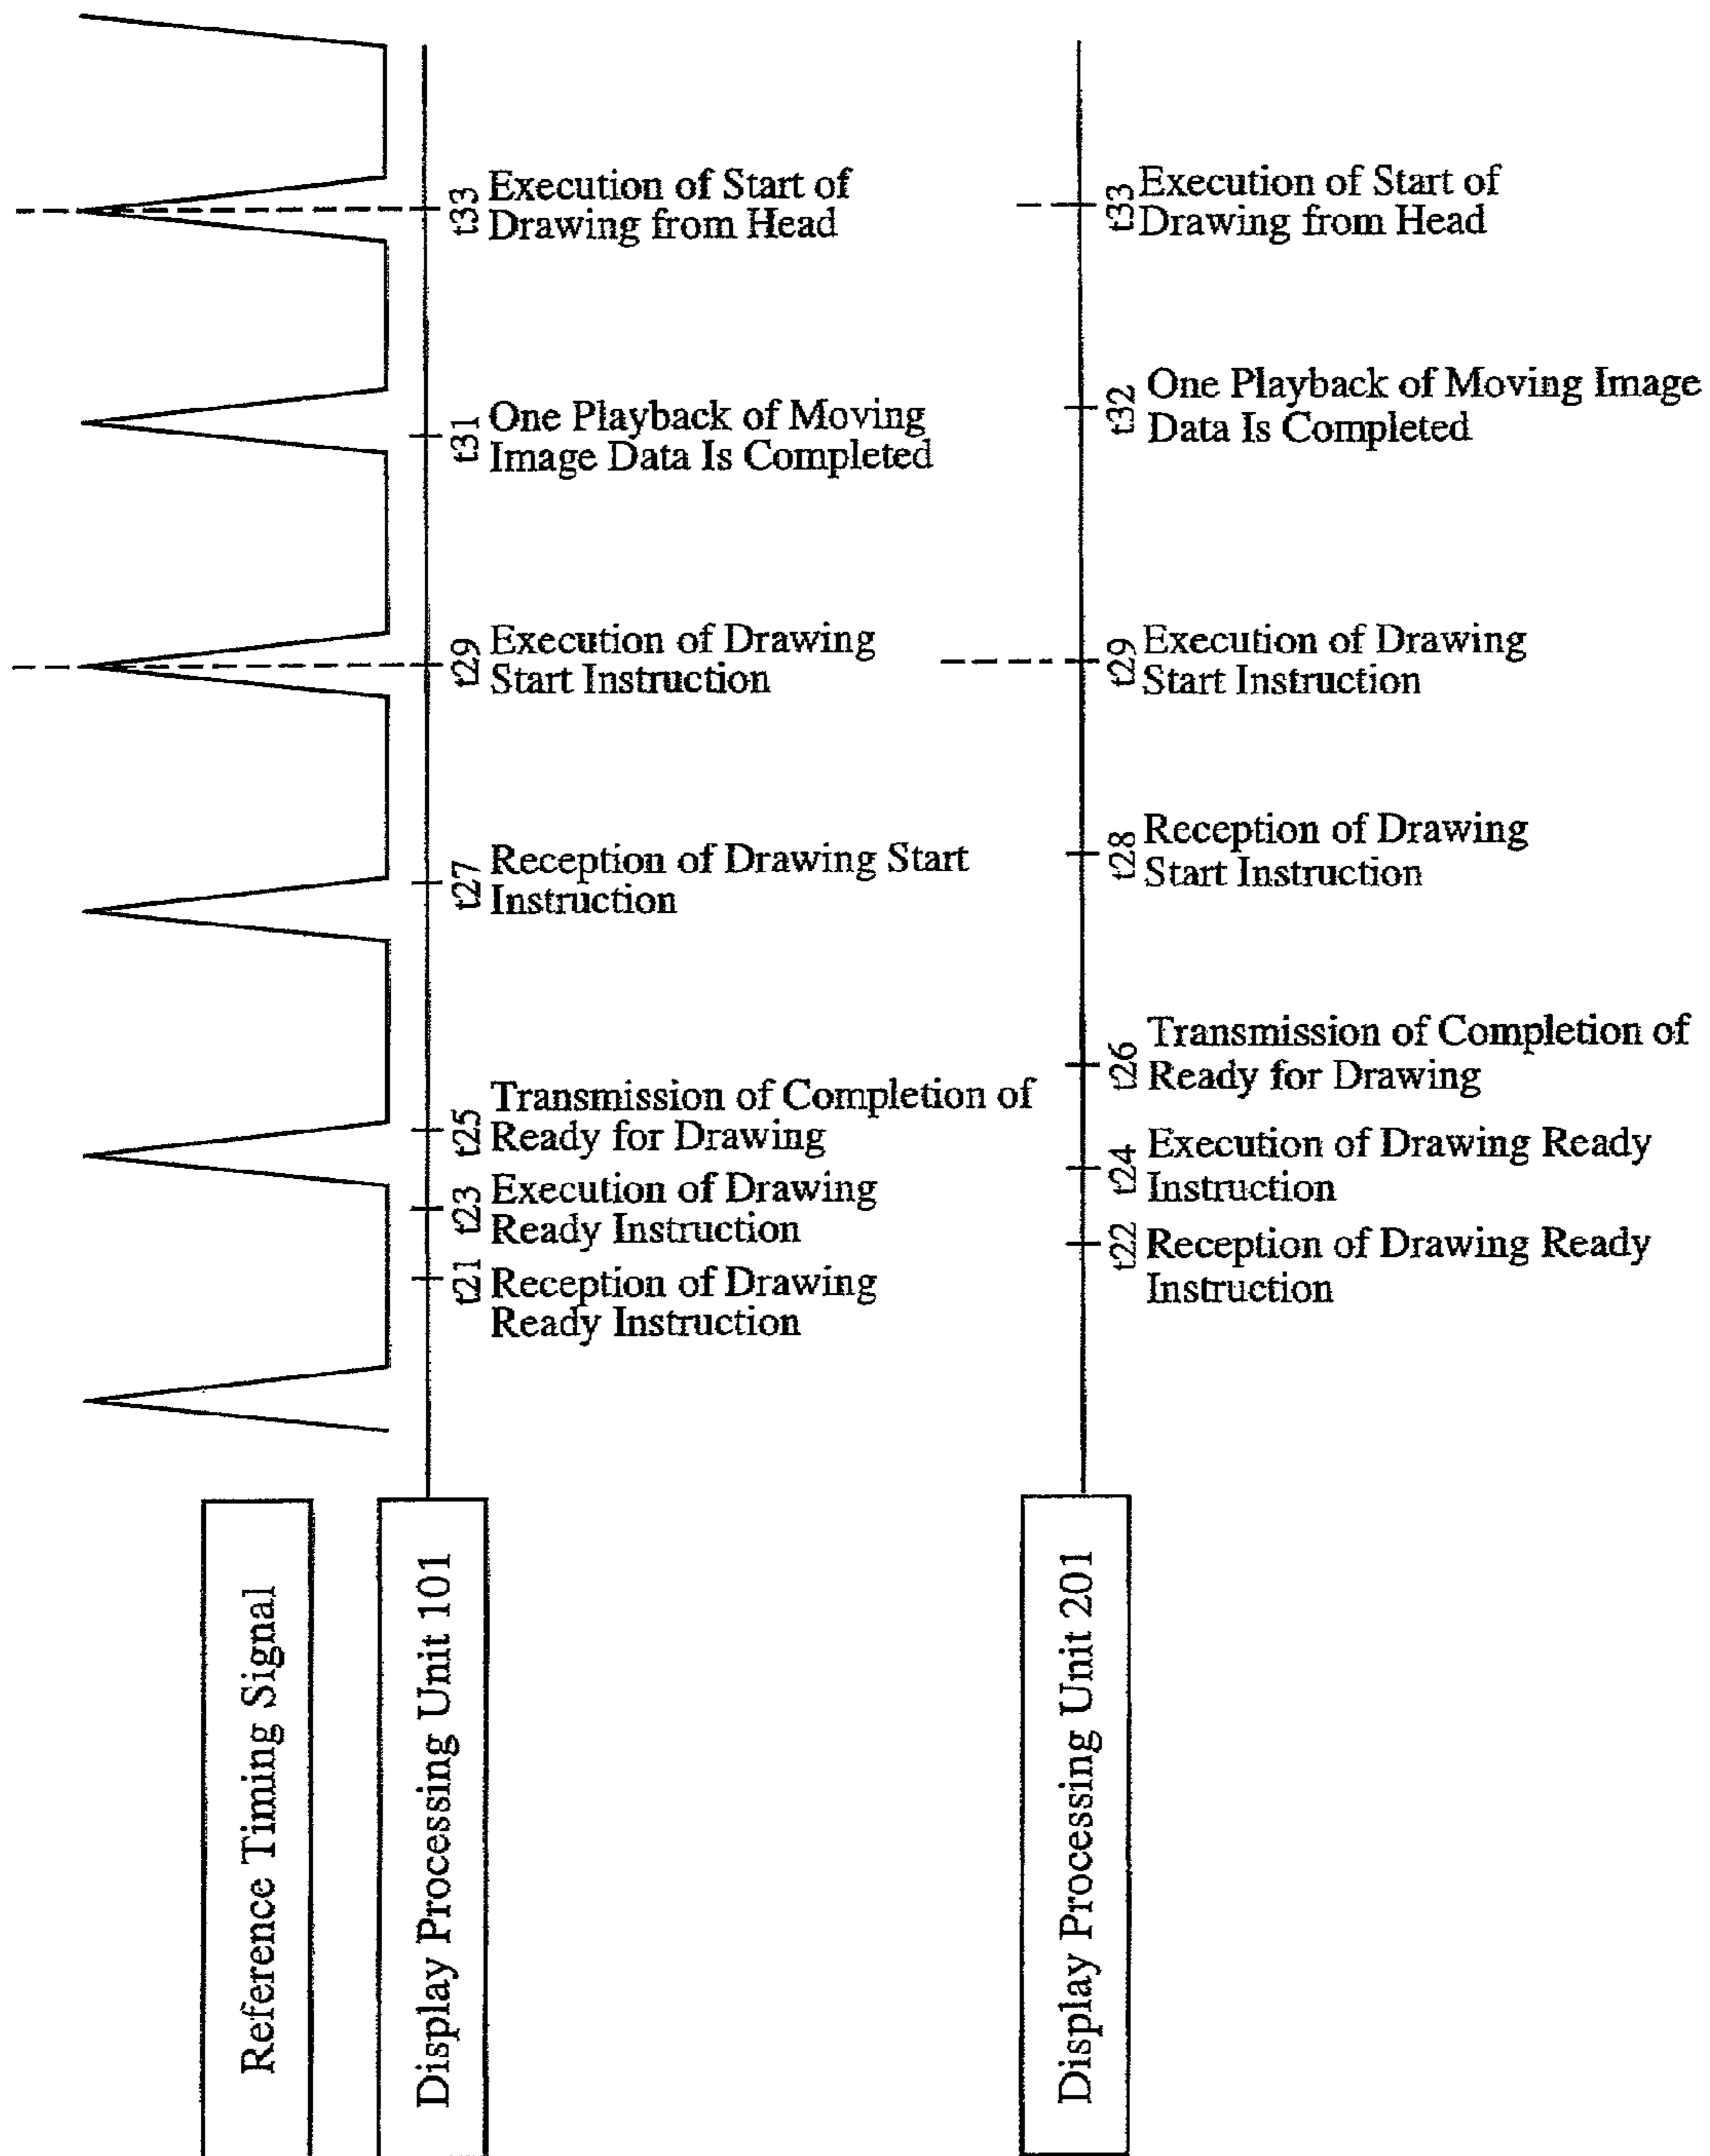 t33
Execution of Start of
Drawing from Head
t31
One Playback of Moving
Image Data Is Completed
t29
Execution of Drawing
Start Instruction
t27
Reception of Drawing Start
Instruction
t25
Transmission of Completion of
Ready for Drawing
t23
Execution of Drawing
Ready Instruction
t21
Reception of Drawing
Ready Instruction
t33
Execution of Start of
Drawing from Head
t32
One Playback of Moving Image
Data Is Completed
t29
Execution of Drawing
Start Instruction
t28
Reception of Drawing
Start Instruction
t26
Transmission of Completion of
Ready for Drawing
t24
Execution of Drawing Ready
Instruction
t22
Reception of Drawing Ready
Instruction
Reference Timing Signal
Display Processing Unit 101
Display Processing Unit 201